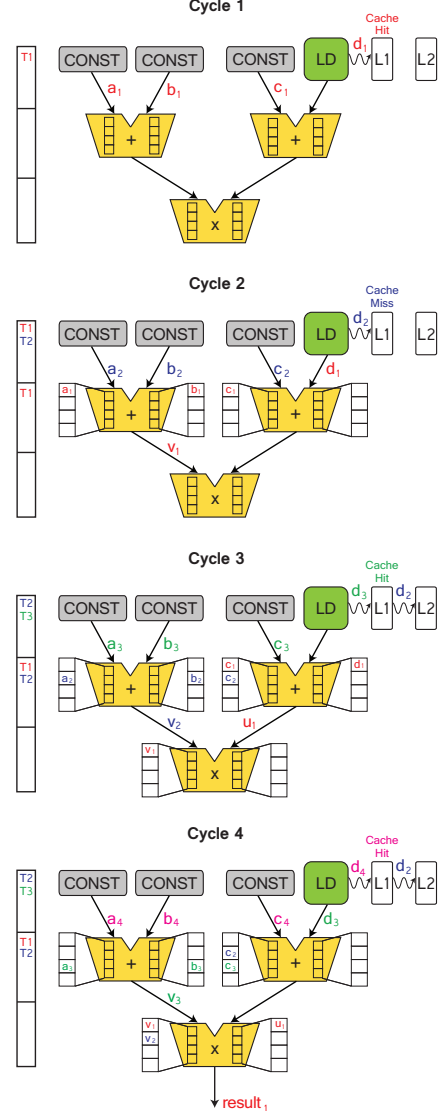 Cycle 1
Cache
Hit
T1
CONST
CONST
CONST
LD
d₁
L1
L2
a₁
b₁
c₁
+
+
x
Cycle 2
Cache
Miss
T1
T2
CONST
CONST
CONST
LD
d₂
L1
L2
a₂
b₂
c₂
d₁
T1
a₁
+
b₁
c₁
+
v₁
x
Cycle 3
Cache
Hit
T2
T3
CONST
CONST
CONST
LD
d₃
L1
d₂
L2
a₃
b₃
c₃
T1
T2
a₂
+
b₂
c₁
c₂
+
d₁
v₂
u₁
v₁
x
Cycle 4
Cache
Hit
T2
T3
CONST
CONST
CONST
LD
d₄
L1
d₂
L2
a₄
b₄
c₄
d₃
T1
T2
a₃
+
b₃
c₂
c₃
+
v₃
v₁
v₂
x
u₁
result₁